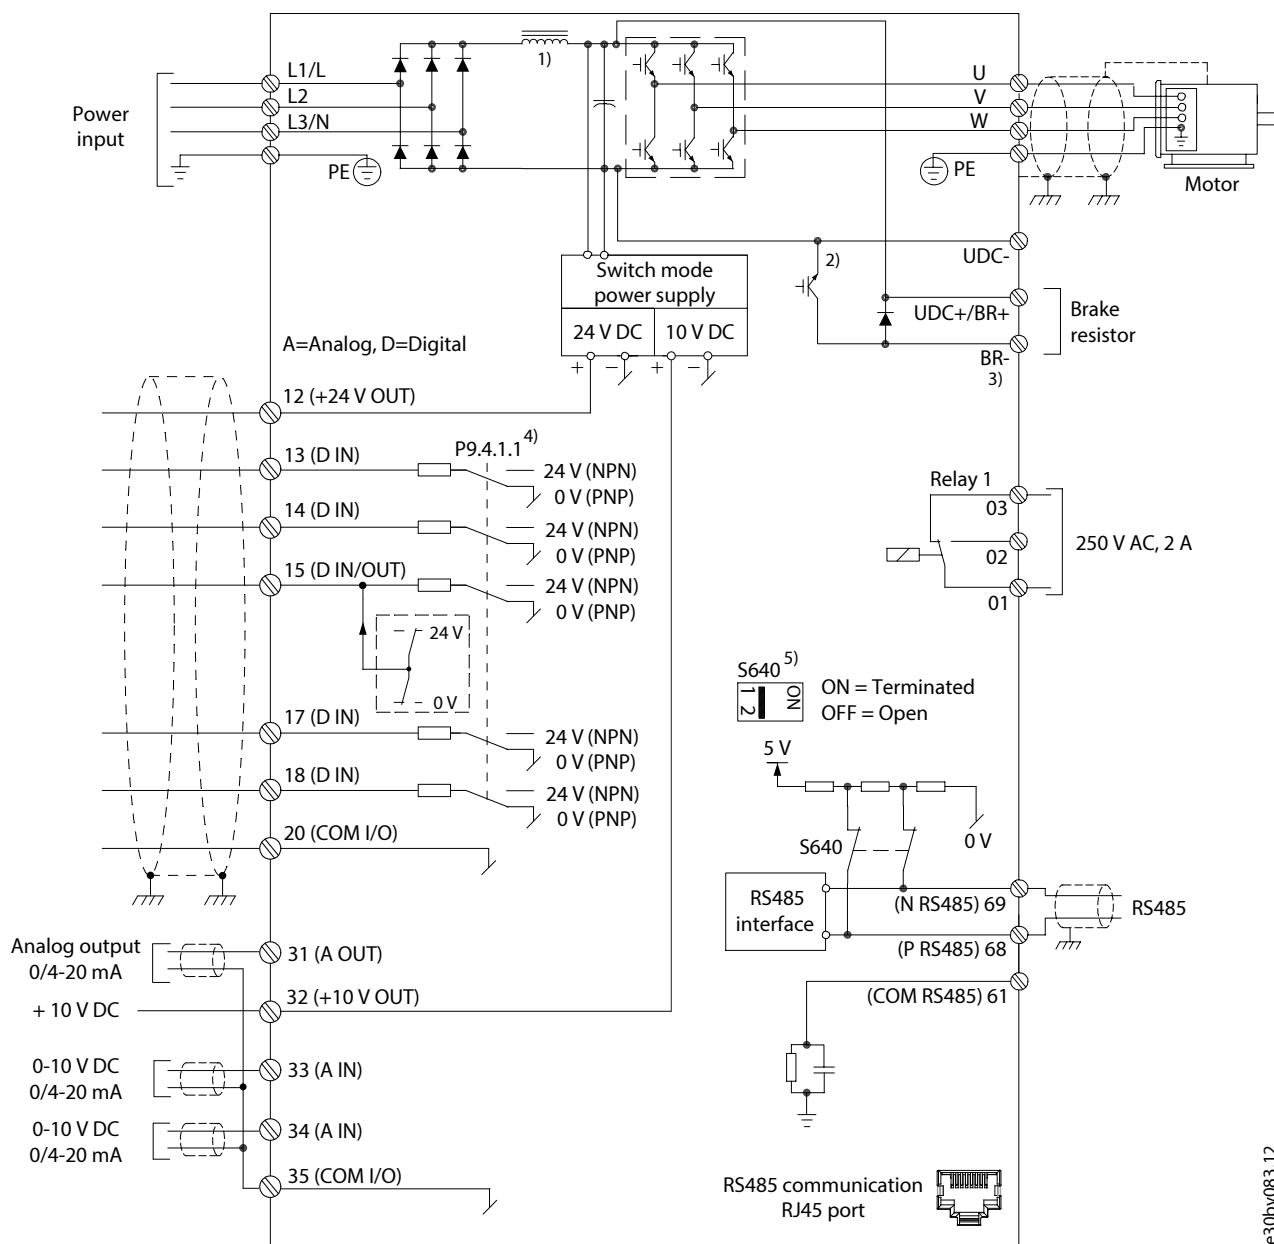 Power
input
L1/L
L2
L3/N
PE
1)
U
V
W
PE
Motor
UDC-
2)
Switch mode
power supply
24 V DC
10 V DC
+
−
+
−
UDC+/BR+
BR-
3)
Brake
resistor
A=Analog, D=Digital
12 (+24 V OUT)
13 (D IN)
P9.4.1.1 4)
24 V (NPN)
0 V (PNP)
14 (D IN)
24 V (NPN)
0 V (PNP)
15 (D IN/OUT)
24 V (NPN)
0 V (PNP)
24 V
0 V
17 (D IN)
24 V (NPN)
0 V (PNP)
18 (D IN)
24 V (NPN)
0 V (PNP)
20 (COM I/O)
Relay 1
03
02
01
250 V AC, 2 A
S640 5)
1 2
ON
ON = Terminated
OFF = Open
5 V
0 V
S640
RS485
interface
(N RS485) 69
(P RS485) 68
RS485
(COM RS485) 61
Analog output
0/4-20 mA
31 (A OUT)
+ 10 V DC
32 (+10 V OUT)
0-10 V DC
0/4-20 mA
33 (A IN)
0-10 V DC
0/4-20 mA
34 (A IN)
35 (COM I/O)
RS485 communication
RJ45 port
e30bv083.12